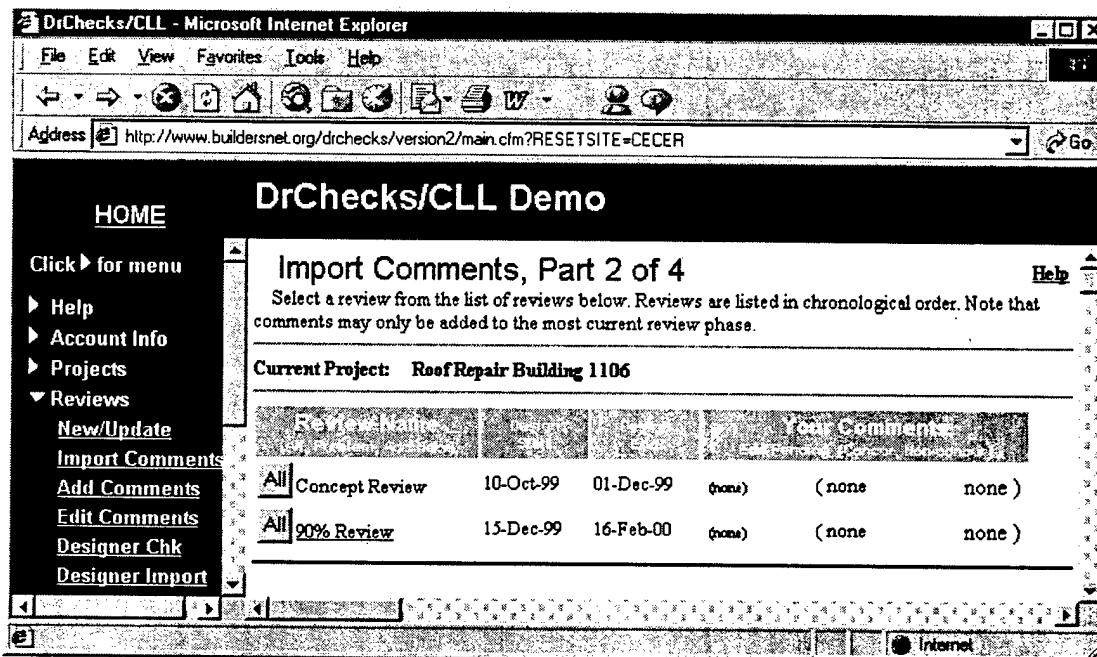 DrChecks/CLL - Microsoft Internet Explorer
File Edit View Favorites Tools Help
Address http://www.buildersnet.org/drchecks/version2/main.cfm?RESETSITE=CECER Go
DrChecks/CLL Demo
HOME
Click for menu
Help
Account Info
Projects
Reviews
New/Update
Import Comments
Add Comments
Edit Comments
Designer Chk
Designer Import
Import Comments, Part 2 of 4
Help
Select a review from the list of reviews below. Reviews are listed in chronological order. Note that
comments may only be added to the most current review phase.
Current Project: Roof Repair Building 1106
Review Name Your Comments
All Concept Review 10-Oct-99 01-Dec-99 (none) (none none)
All 90% Review 15-Dec-99 16-Feb-00 (none) (none none)
Internet